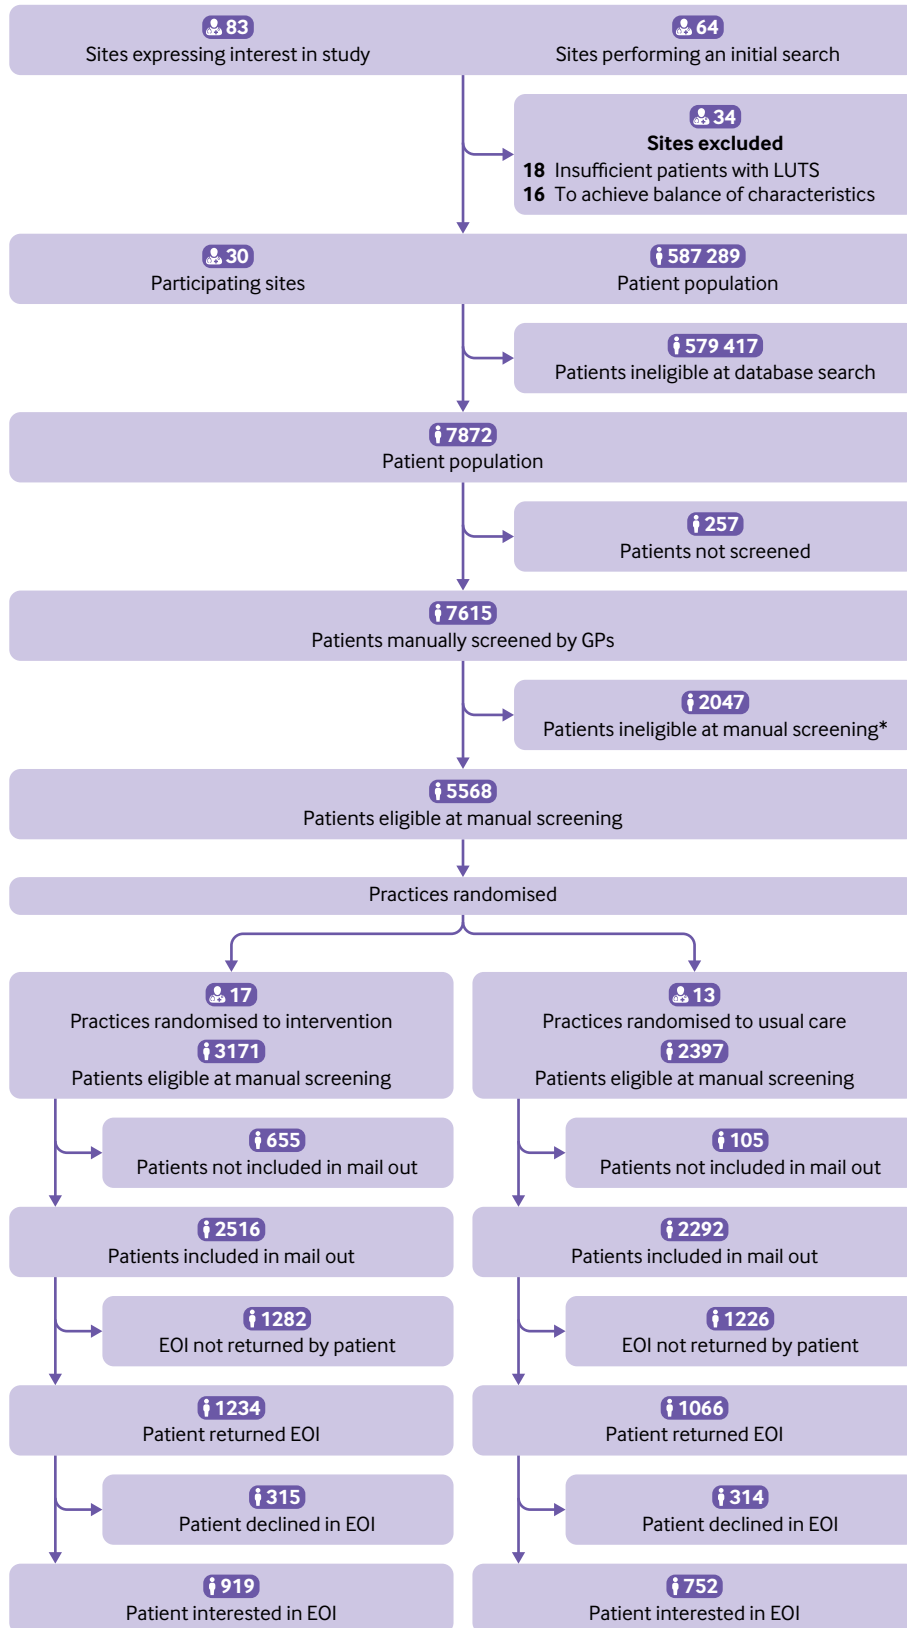 83
Sites expressing interest in study
64
Sites performing an initial search
34
Sites excluded
18 Insufficient patients with LUTS
16 To achieve balance of characteristics
30
Participating sites
587 289
Patient population
579 417
Patients ineligible at database search
7872
Patient population
257
Patients not screened
7615
Patients manually screened by GPs
2047
Patients ineligible at manual screening*
5568
Patients eligible at manual screening
Practices randomised
17
Practices randomised to intervention
3171
Patients eligible at manual screening
13
Practices randomised to usual care
2397
Patients eligible at manual screening
655
Patients not included in mail out
105
Patients not included in mail out
2516
Patients included in mail out
2292
Patients included in mail out
1282
EOI not returned by patient
1226
EOI not returned by patient
1234
Patient returned EOI
1066
Patient returned EOI
315
Patient declined in EOI
314
Patient declined in EOI
919
Patient interested in EOI
752
Patient interested in EOI